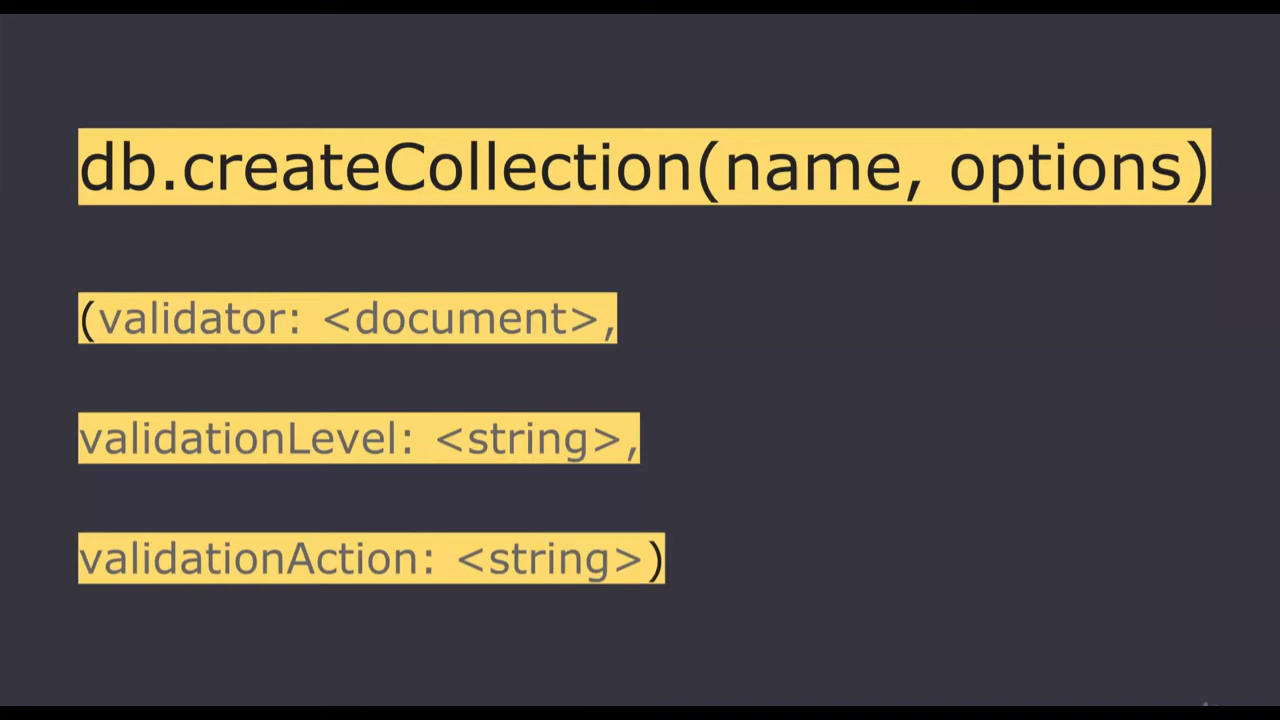 db.createCollection(name, options)
(validator: <document>,
validationLevel: <string>,
validationAction: <string>)